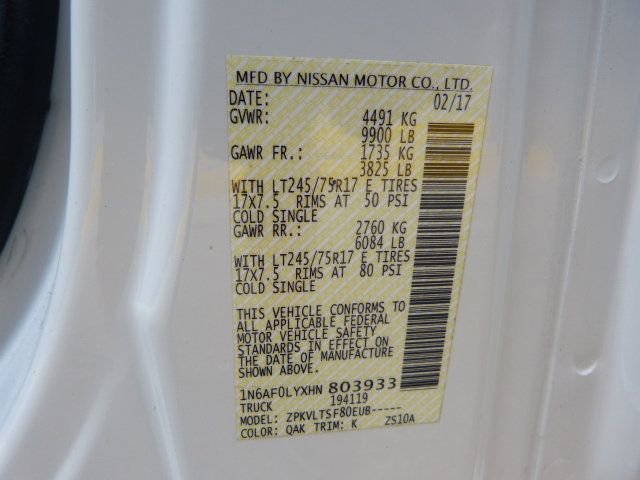 MFD BY NISSAN MOTOR CO., LTD.
DATE: 02/17
GVWR: 4491 KG
9900 LB
GAWR FR.: 1735 KG
3825 LB
WITH LT245/75R17 E TIRES
17X7.5 RIMS AT 50 PSI
COLD SINGLE
GAWR RR.: 2760 KG
6084 LB
WITH LT245/75R17 E TIRES
17X7.5 RIMS AT 80 PSI
COLD SINGLE
THIS VEHICLE CONFORMS TO
ALL APPLICABLE FEDERAL
MOTOR VEHICLE SAFETY
STANDARDS IN EFFECT ON
THE DATE OF MANUFACTURE
SHOWN ABOVE.
1N6AF0LYXHN 803933
TRUCK 194119
MODEL: ZPKVLTSF80EUB-----
COLOR: QAK TRIM: K ZS10A